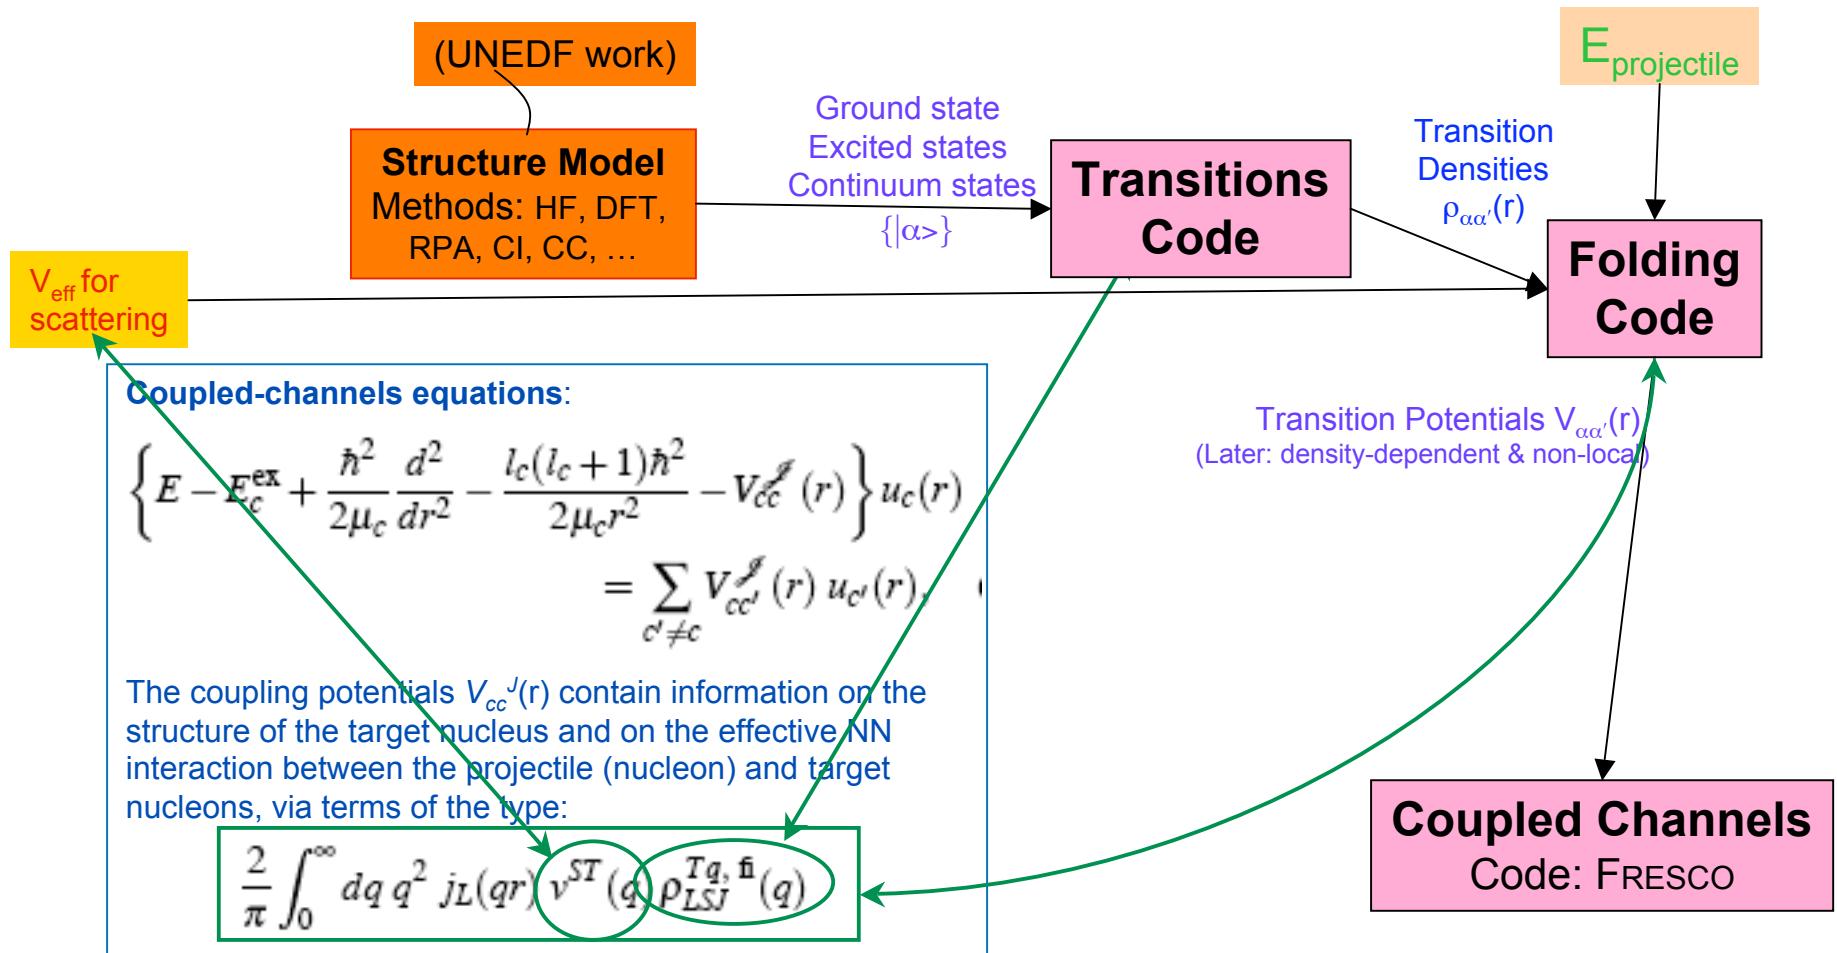 (UNEDF work)
E_projectile
Structure Model
Methods: HF, DFT,
RPA, CI, CC, …
Ground state
Excited states
Continuum states
{|α>}
Transitions
Code
Transition
Densities
ρ_αα′(r)
Folding
Code
V_eff for
scattering
Coupled-channels equations:
{E − E_c^ex + ħ²/2μ_c d²/dr² − l_c(l_c + 1)ħ²/2μ_c r² − V_cc^J (r)} u_c(r)
= ∑_{c′≠c} V_cc′^J (r) u_c′(r),
Transition Potentials V_αα′(r)
(Later: density-dependent & non-local)
The coupling potentials V_cc^J(r) contain information on the
structure of the target nucleus and on the effective NN
interaction between the projectile (nucleon) and target
nucleons, via terms of the type:
2/π ∫_0^∞ dq q² j_L(qr) v^ST (q) ρ_LSJ^{Tq, fi}(q)
Coupled Channels
Code: FRESCO